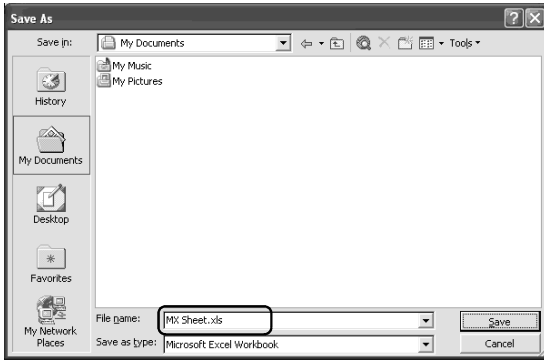 Save As
Save in:
My Documents
Tools
My Music
My Pictures
History
My Documents
Desktop
Favorites
My Network
Places
File name:
MX Sheet.xls
Save
Save as type:
Microsoft Excel Workbook
Cancel